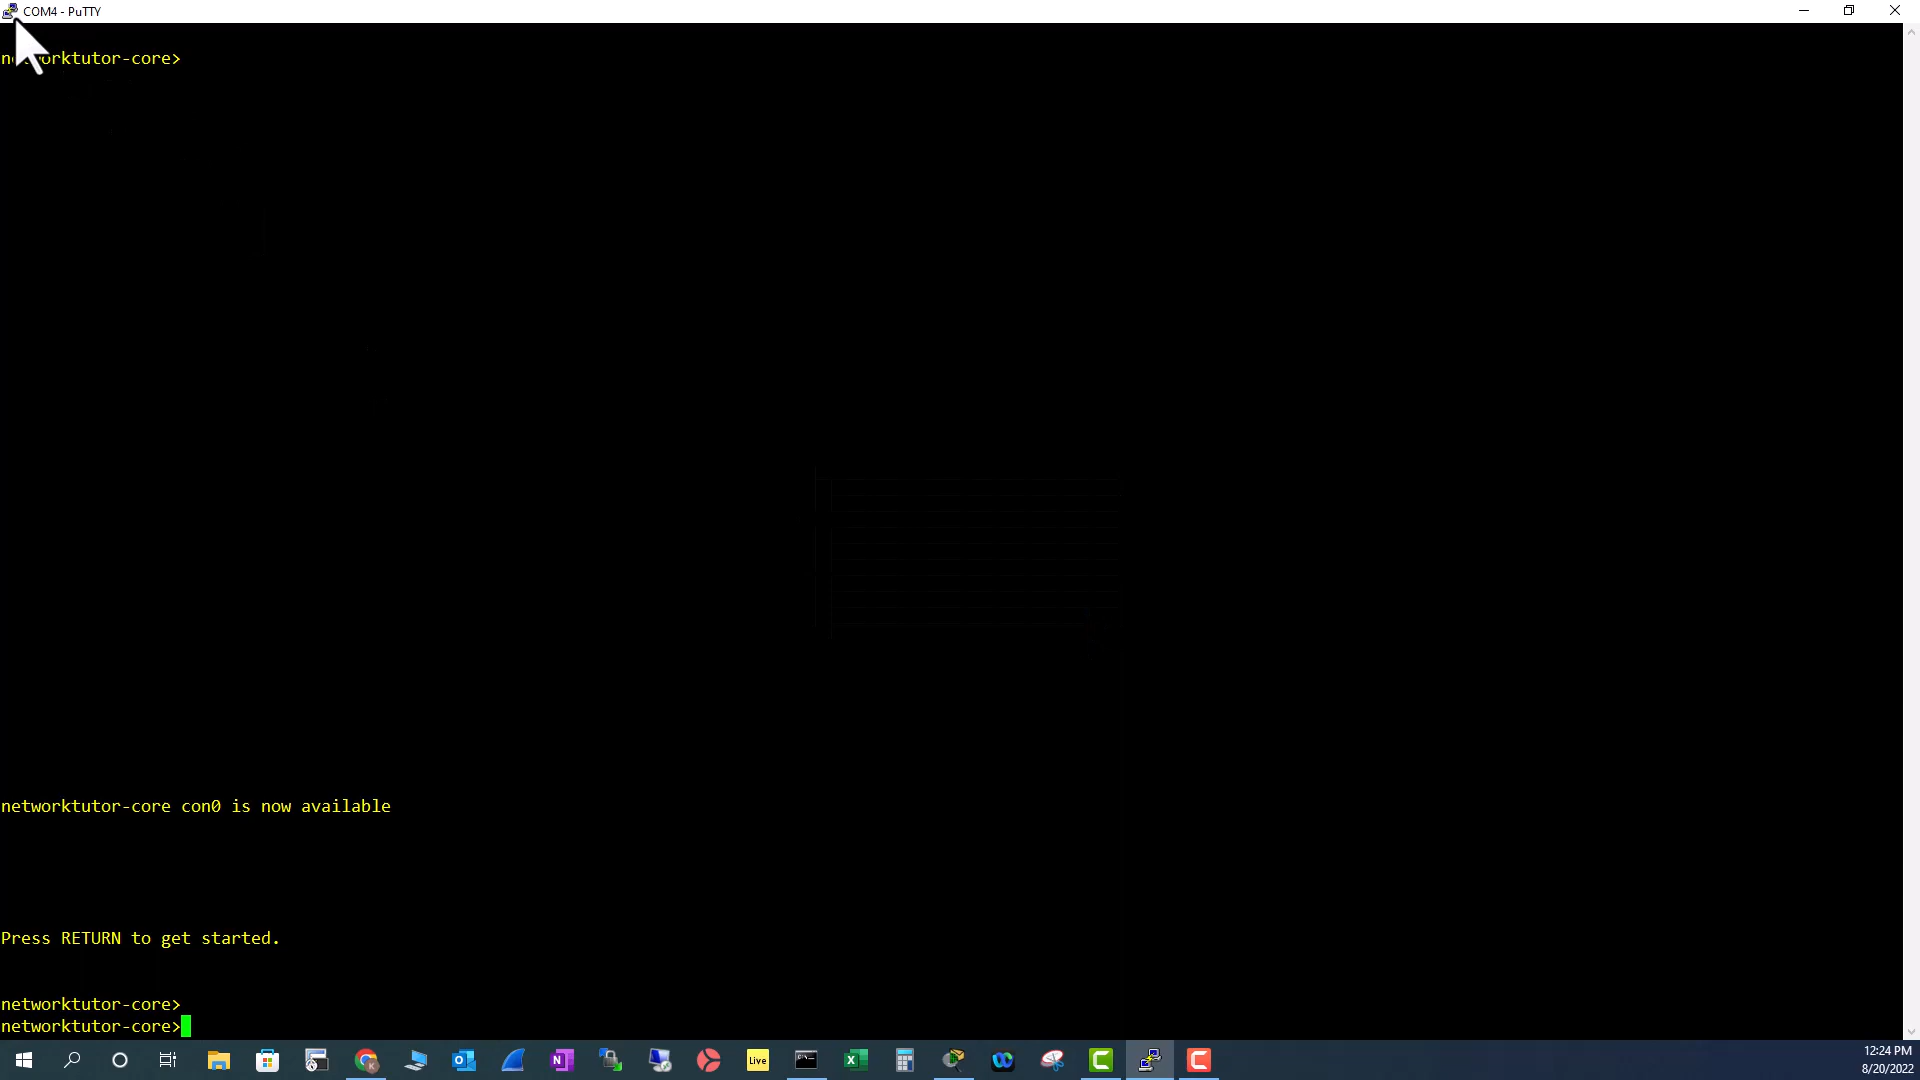 COM4 - PuTTY
networktutor-core>
networktutor-core con0 is now available
Press RETURN to get started.
networktutor-core>
networktutor-core>
Live
12:24 PM
8/20/2022